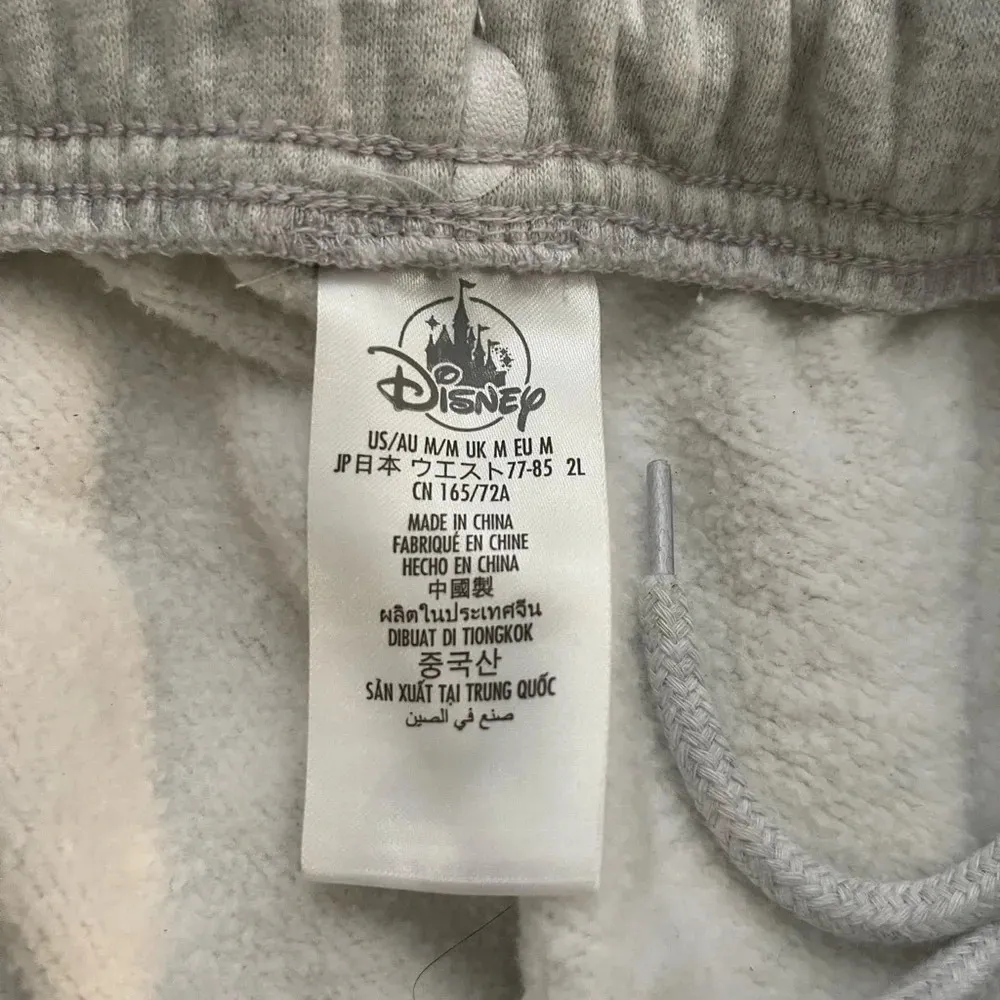 DISNEY
US/AU M/M UK M EU M
JP日本 ウエスト77-85 2L
CN 165/72A
MADE IN CHINA
FABRIQUÉ EN CHINE
HECHO EN CHINA
中國製
ผลิตในประเทศจีน
DIBUAT DI TIONGKOK
중국산
SẢN XUẤT TẠI TRUNG QUỐC
صنع في الصين